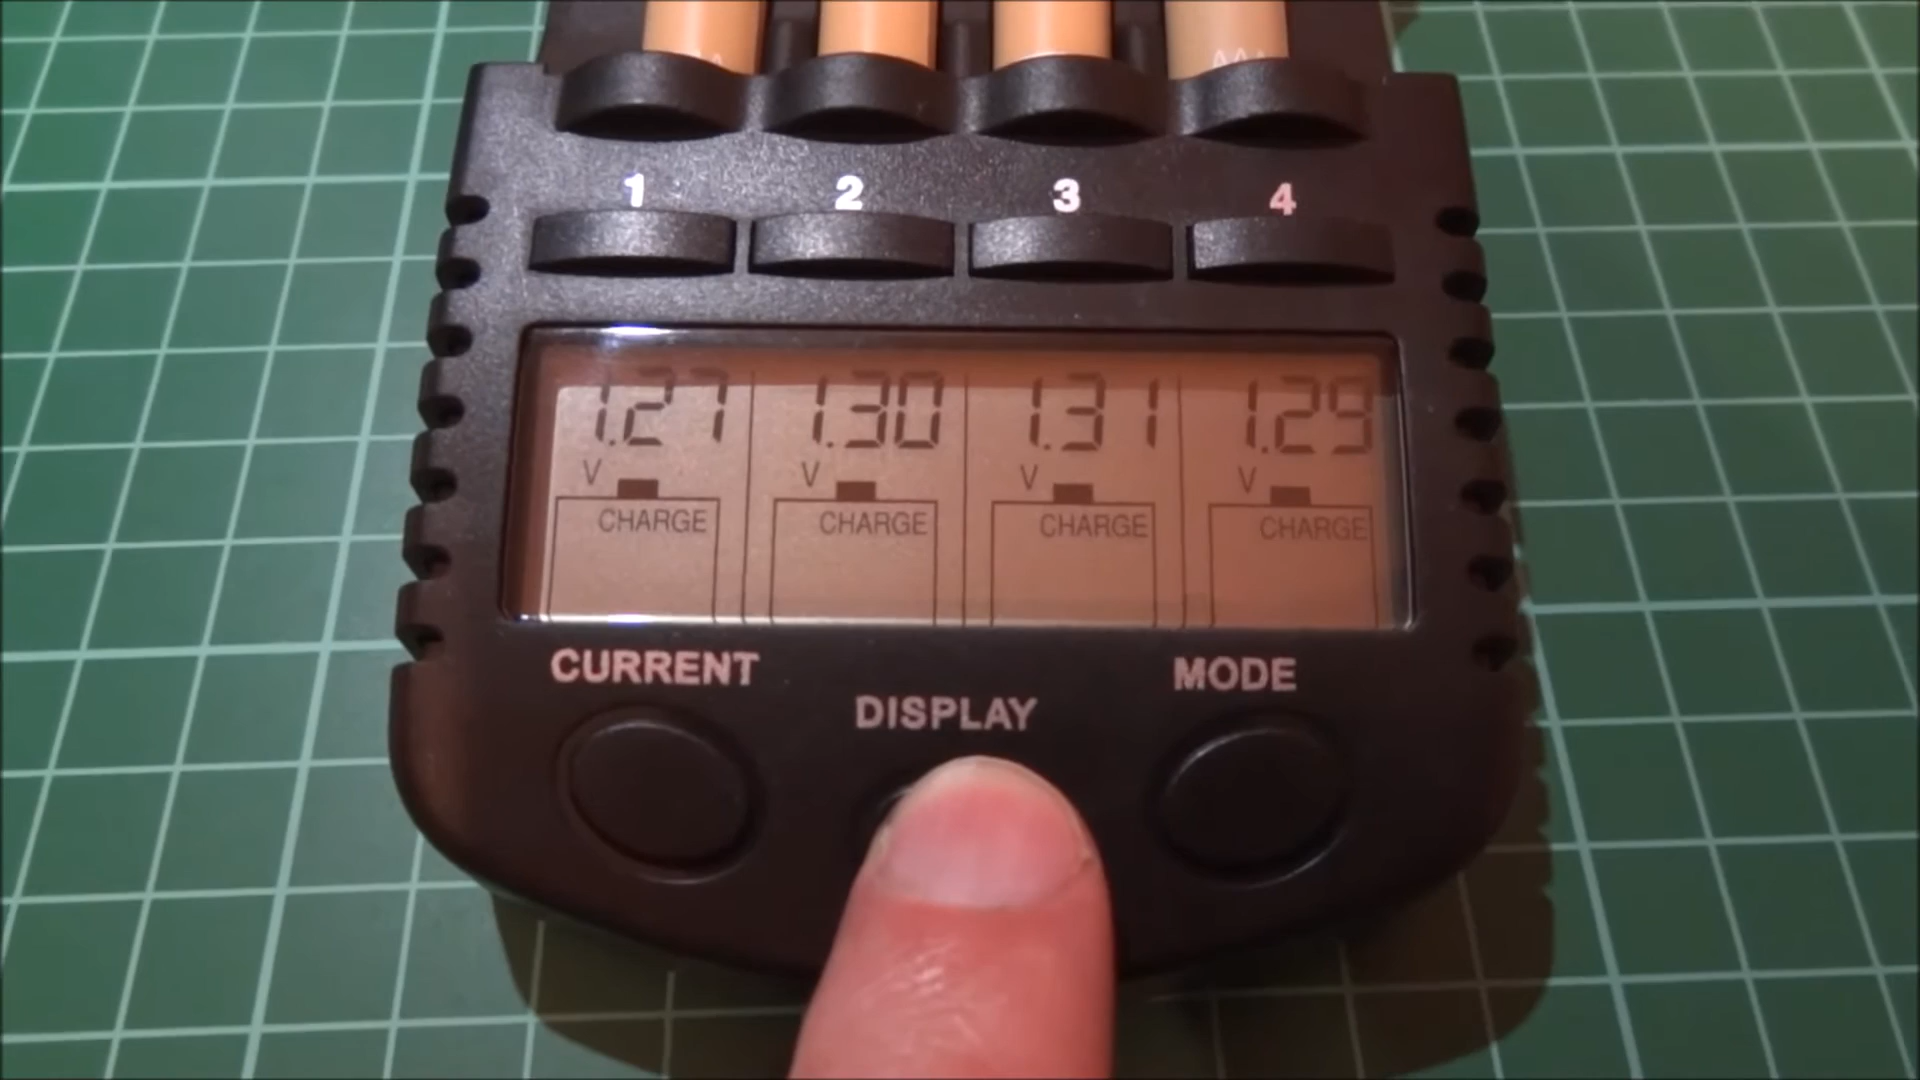 1 2 3 4
1.27 1.30 1.31 1.29
V V V V
CHARGE CHARGE CHARGE CHARGE
CURRENT MODE
DISPLAY